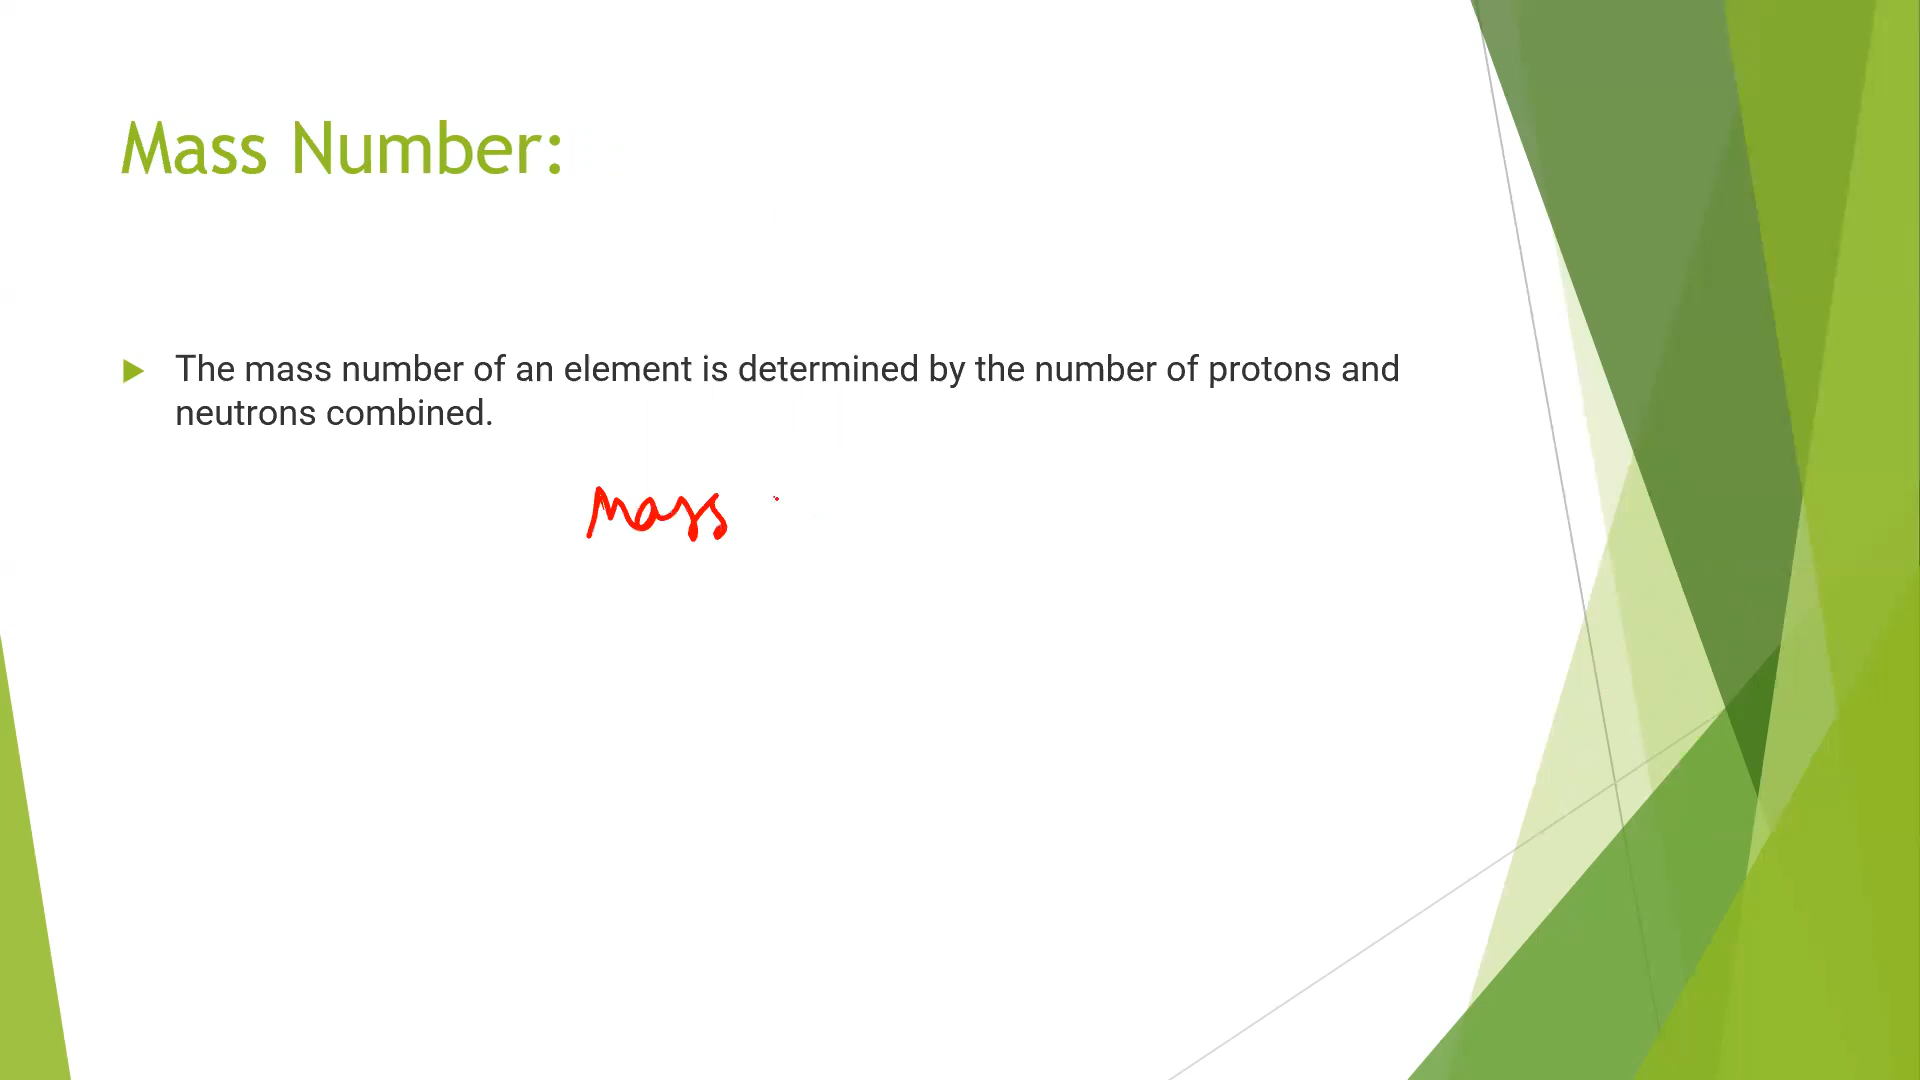 Mass Number:
The mass number of an element is determined by the number of protons and
neutrons combined.
Mass